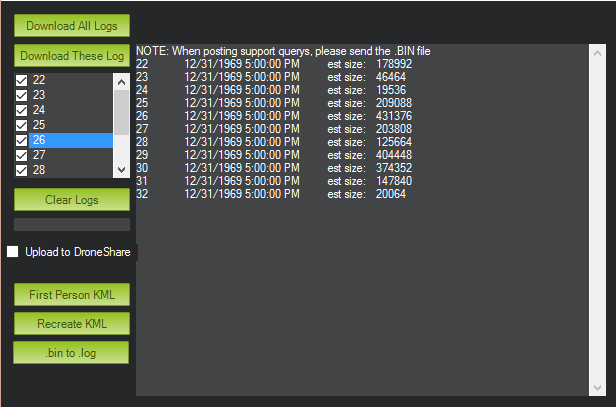 Download All Logs
Download These Log
22
23
24
25
26
27
28
Clear Logs
Upload to DroneShare
First Person KML
Recreate KML
.bin to .log
NOTE: When posting support querys, please send the .BIN file
22 12/31/1969 5:00:00 PM est size: 178992
23 12/31/1969 5:00:00 PM est size: 46464
24 12/31/1969 5:00:00 PM est size: 19536
25 12/31/1969 5:00:00 PM est size: 209088
26 12/31/1969 5:00:00 PM est size: 431376
27 12/31/1969 5:00:00 PM est size: 203808
28 12/31/1969 5:00:00 PM est size: 125664
29 12/31/1969 5:00:00 PM est size: 404448
30 12/31/1969 5:00:00 PM est size: 374352
31 12/31/1969 5:00:00 PM est size: 147840
32 12/31/1969 5:00:00 PM est size: 20064